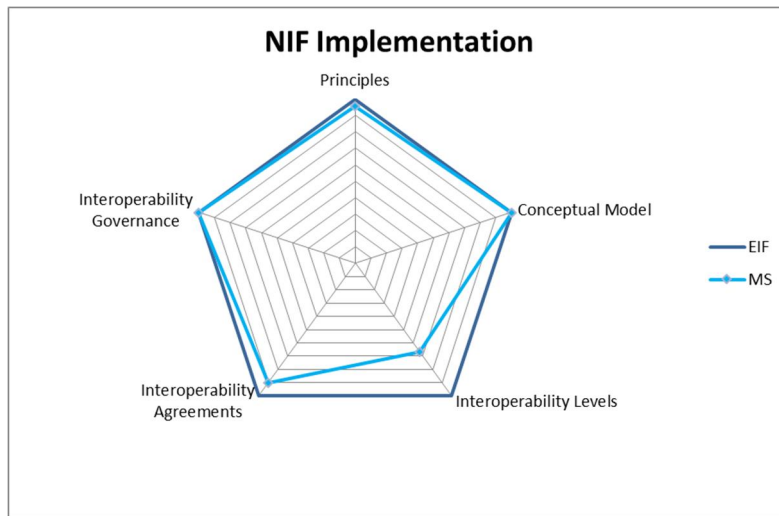 NIF Implementation
Principles
Interoperability
Governance
Conceptual Model
EIF
MS
Interoperability
Agreements
Interoperability Levels